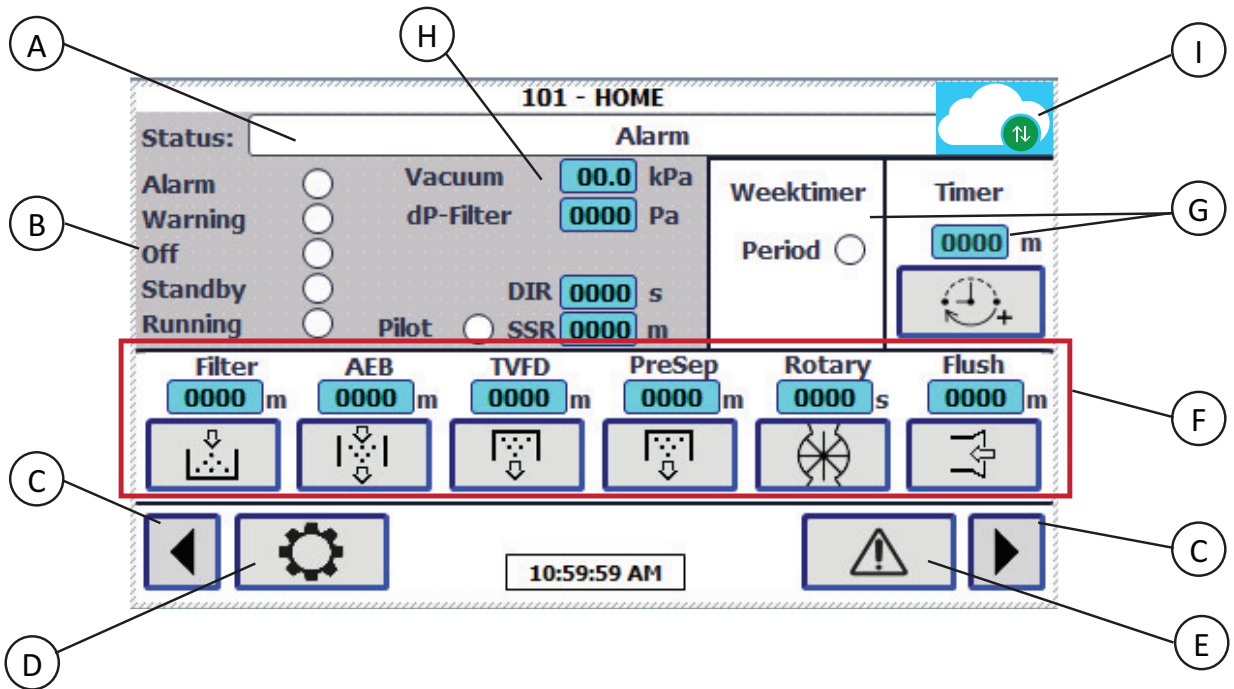 A
H
I
101 - HOME
Status: Alarm
Alarm Vacuum 00.0 kPa Weektimer Timer
Warning dP-Filter 0000 Pa
B
G
Off Period 0000 m
Standby DIR 0000 s
Running Pilot SSR 0000 m +
Filter AEB TVFD PreSep Rotary Flush
0000 m 0000 m 0000 m 0000 m 0000 s 0000 m
F
C
C
10:59:59 AM
D
E